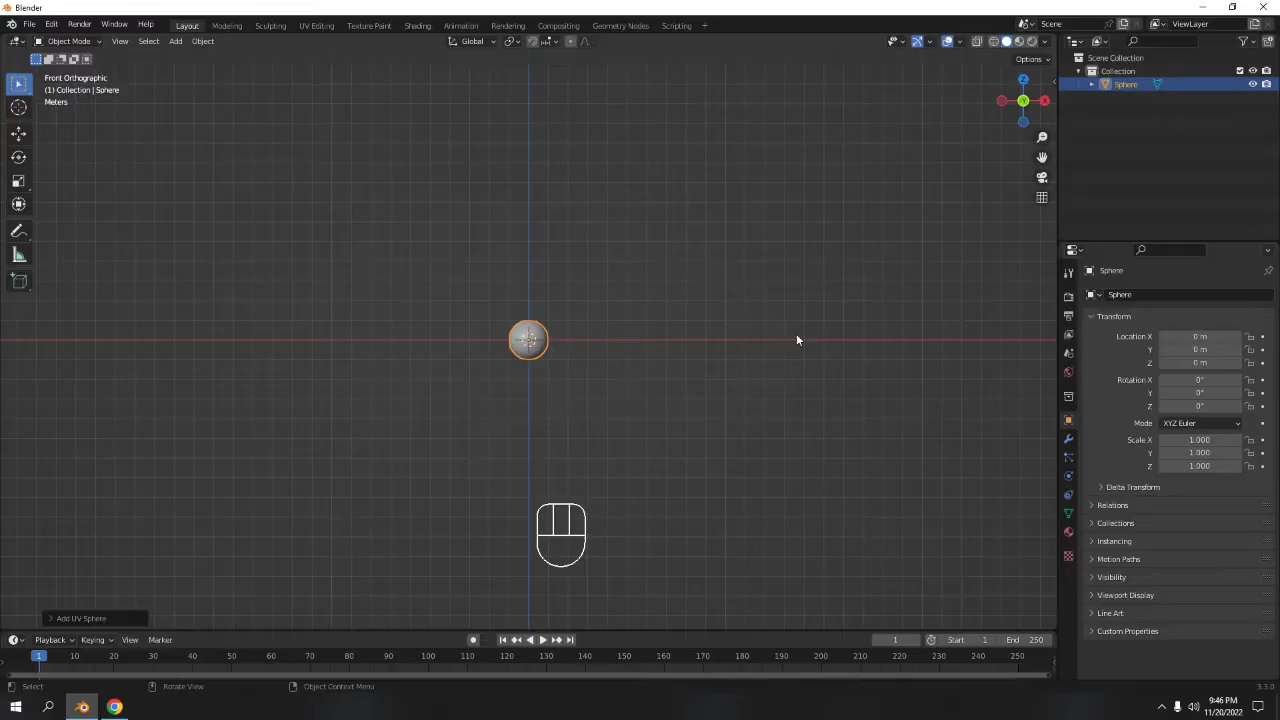 Blender
File Edit Render Window Help Layout Modeling Sculpting UV Editing Texture Paint Shading Animation Rendering Compositing Geometry Nodes Scripting + Scene ViewLayer
Object Mode View Select Add Object Global
Options
Front Orthographic
(1) Collection | Sphere
Meters
Z
Y
X
Scene Collection
Collection
Sphere
Sphere
Sphere
Transform
Location X 0 m
Y 0 m
Z 0 m
Rotation X 0°
Y 0°
Z 0°
Mode XYZ Euler
Scale X 1.000
Y 1.000
Z 1.000
Delta Transform
Relations
Collections
Instancing
Motion Paths
Visibility
Viewport Display
Line Art
Custom Properties
Add UV Sphere
Playback Keying View Marker 1 Start 1 End 250
1 10 20 30 40 50 60 70 80 90 100 110 120 130 140 150 160 170 180 190 200 210 220 230 240 250
Select Rotate View Object Context Menu 3.3.0
9:46 PM
11/20/2022